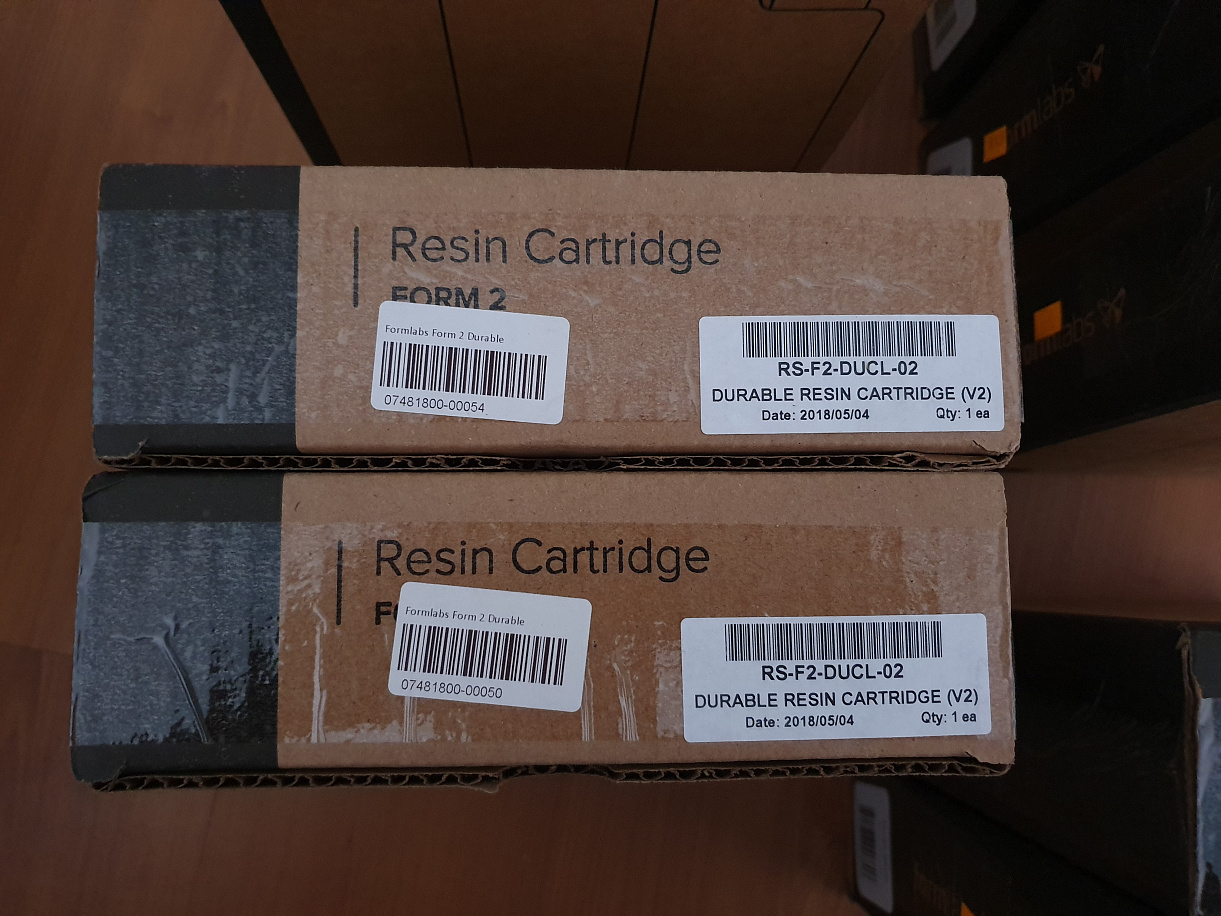 formlabs
labs
Resin Cartridge
FORM 2
Formlabs Form 2 Durable
07481800-00054
RS-F2-DUCL-02
DURABLE RESIN CARTRIDGE (V2)
Date: 2018/05/04 Qty: 1 ea
Resin Cartridge
Formlabs Form 2 Durable
07481800-00050
RS-F2-DUCL-02
DURABLE RESIN CARTRIDGE (V2)
Date: 2018/05/04 Qty: 1 ea